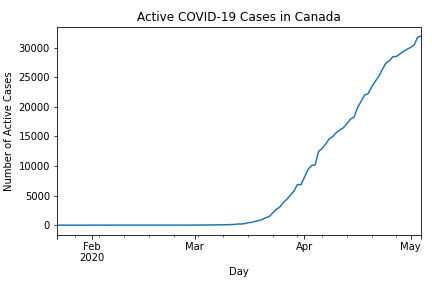 Active COVID-19 Cases in Canada
Number of Active Cases
30000
25000
20000
15000
10000
5000
0
Feb
2020
Mar
Apr
May
Day